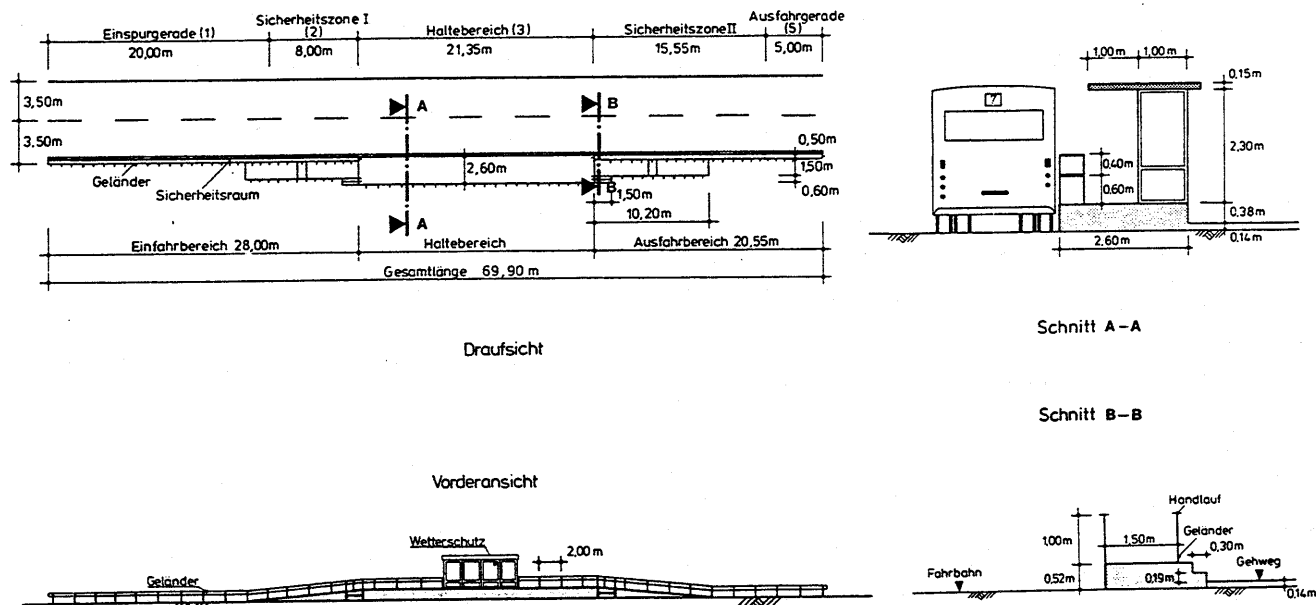 Einspurgerade (1)
20,00m
Sicherheitszone I
(2)
8,00m
Haltebereich (3)
21,35m
Sicherheitszone II
15,55m
Ausfahrgerade
(5)
5,00m
3,50m
3,50m
A
B
0,50m
2,60m
1,50m
0,60m
Geländer
Sicherheitsraum
B
1,50m
10,20m
A
Einfahrbereich 28,00m
Haltebereich
Ausfahrbereich 20,55m
Gesamtlänge 69,90 m
Draufsicht
1,00m
1,00m
0,15m
7
2,30m
0,40m
0,60m
0,38m
0,14m
2,60m
Schnitt A-A
Schnitt B-B
Vorderansicht
Wetterschutz
2,00 m
Geländer
Handlauf
Geländer
1,00m
1,50m
0,30m
Gehweg
Fahrbahn
0,52m
0,19m
0,14m